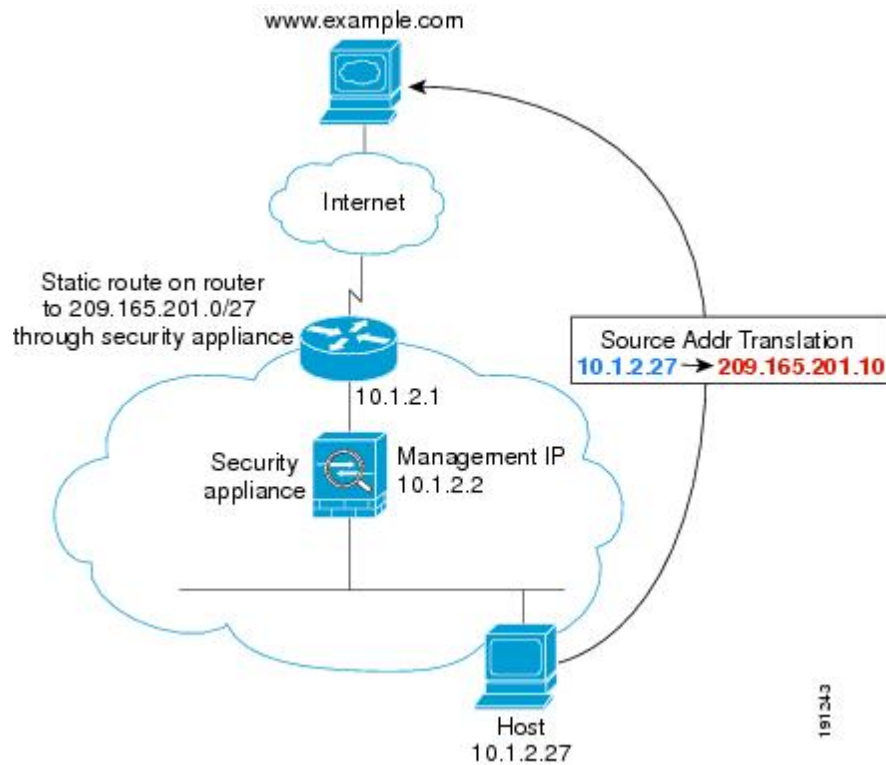 www.example.com
Internet
Static route on router
to 209.165.201.0/27
through security appliance
Source Addr Translation
10.1.2.27 → 209.165.201.10
10.1.2.1
Security
appliance
Management IP
10.1.2.2
Host
10.1.2.27
191243